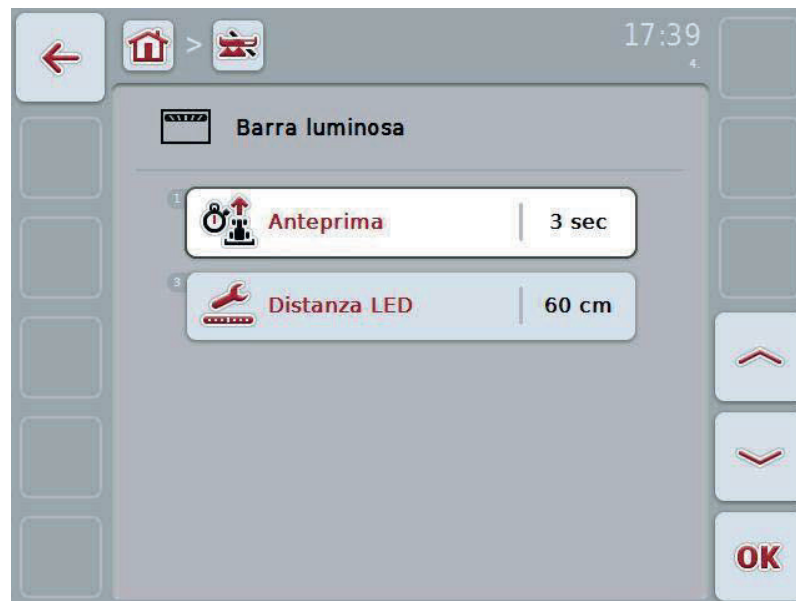 >
17:39
4.
Barra luminosa
1
Anteprima 3 sec
3
Distanza LED 60 cm
OK